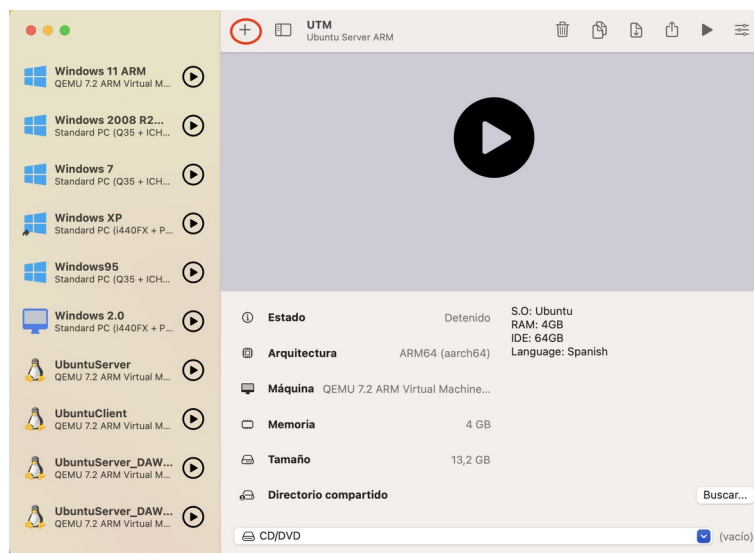 UTM
Ubuntu Server ARM
Windows 11 ARM
QEMU 7.2 ARM Virtual M...
Windows 2008 R2...
Standard PC (Q35 + ICH...
Windows 7
Standard PC (Q35 + ICH...
Windows XP
Standard PC (i440FX + P...
Windows95
Standard PC (Q35 + ICH...
Windows 2.0
Standard PC (i440FX + P...
UbuntuServer
QEMU 7.2 ARM Virtual M...
UbuntuClient
QEMU 7.2 ARM Virtual M...
UbuntuServer_DAW...
QEMU 7.2 ARM Virtual M...
UbuntuServer_DAW...
QEMU 7.2 ARM Virtual M...
Estado Detenido
Arquitectura ARM64 (aarch64)
Máquina QEMU 7.2 ARM Virtual Machine...
Memoria 4 GB
Tamaño 13,2 GB
Directorio compartido Buscar...
CD/DVD (vacío)
S.O: Ubuntu
RAM: 4GB
IDE: 64GB
Language: Spanish